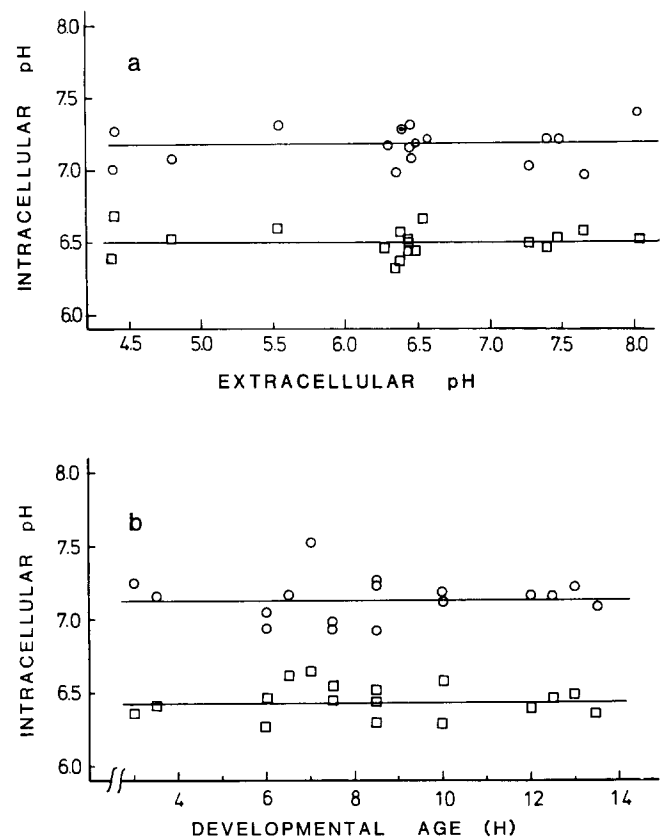 a
INTRACELLULAR pH
8.0
7.5
7.0
6.5
6.0
4.5 5.0 5.5 6.0 6.5 7.0 7.5 8.0
EXTRACELLULAR pH
b
INTRACELLULAR pH
8.0
7.5
7.0
6.5
6.0
4 6 8 10 12 14
DEVELOPMENTAL AGE (H)